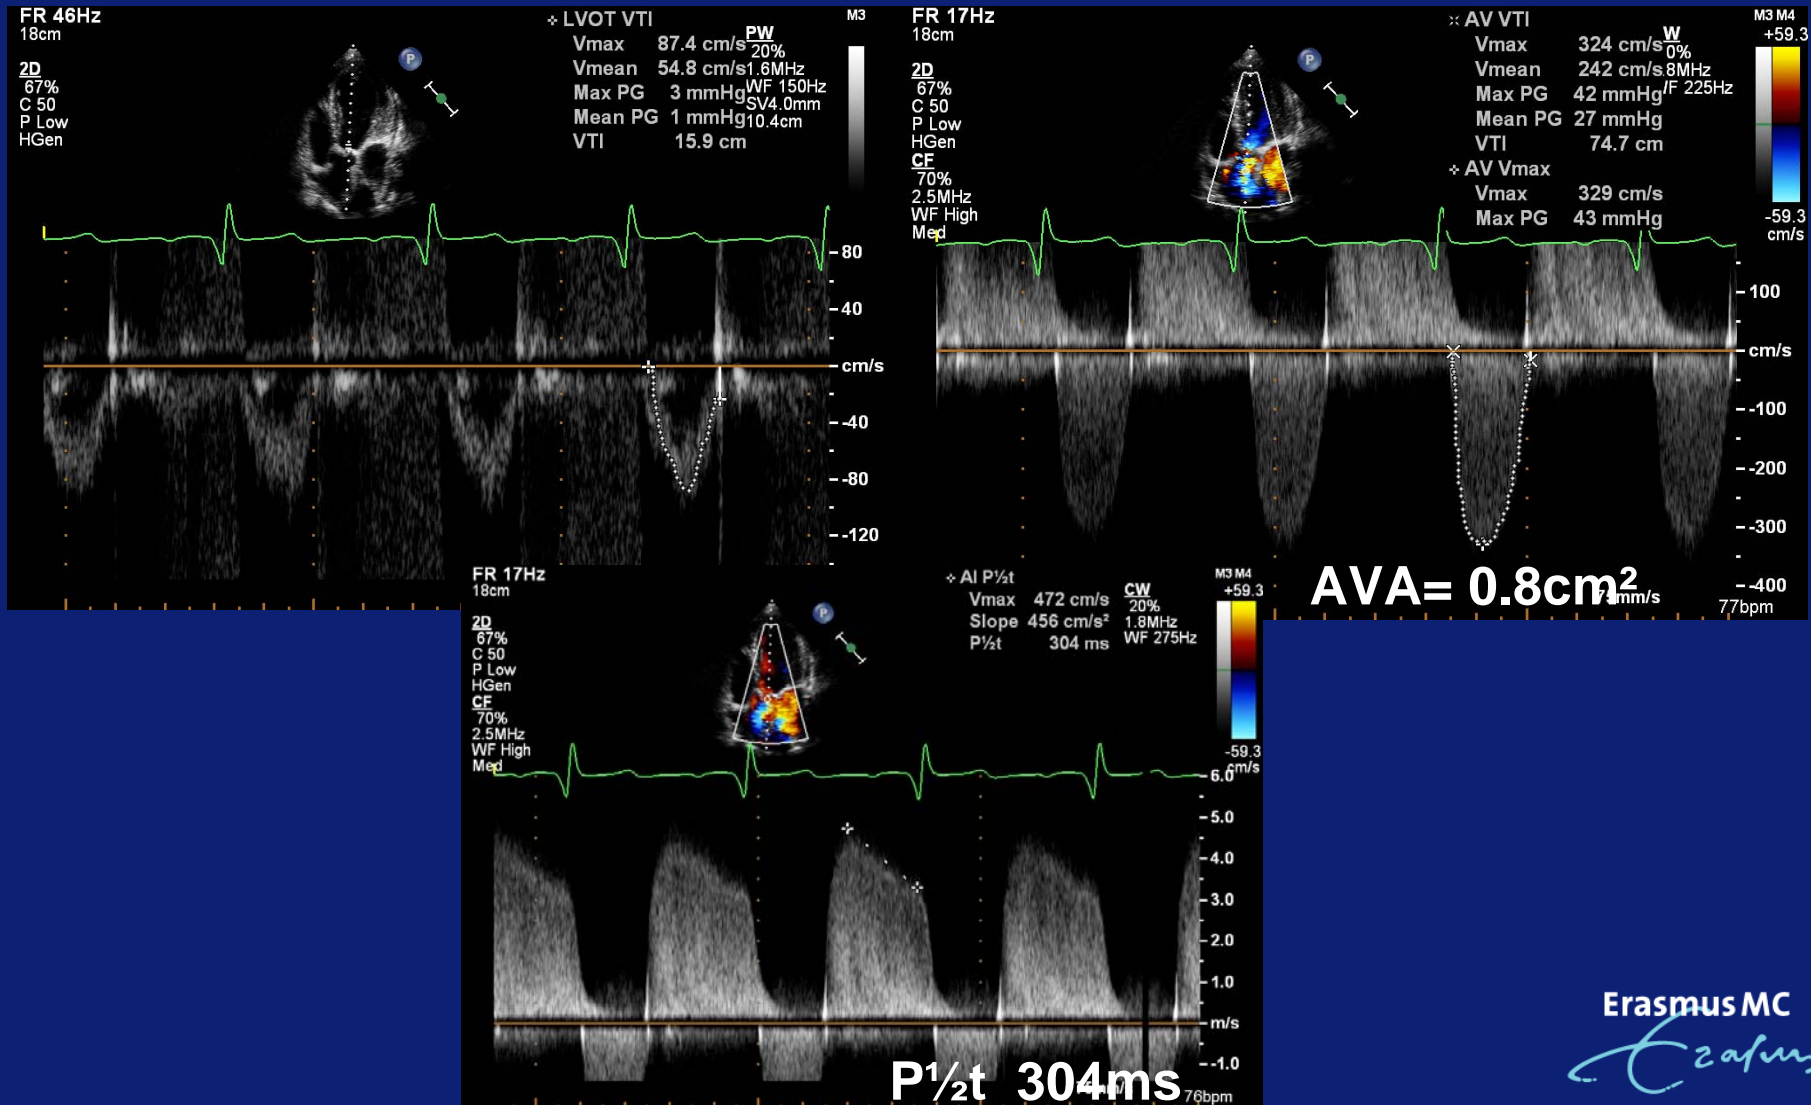 FR 46Hz
18cm
2D
67%
C 50
P Low
HGen
LVOT VTI
Vmax 87.4 cm/s
Vmean 54.8 cm/s
Max PG 3 mmHg
Mean PG 1 mmHg
VTI 15.9 cm
PW
20%
1.6MHz
WF 150Hz
SV4.0mm
10.4cm
M3
80
40
cm/s
-40
-80
-120
FR 17Hz
18cm
2D
67%
C 50
P Low
HGen
CF
70%
2.5MHz
WF High
Med
AV VTI
Vmax 324 cm/s
Vmean 242 cm/s
Max PG 42 mmHg
Mean PG 27 mmHg
VTI 74.7 cm
AV Vmax
Vmax 329 cm/s
Max PG 43 mmHg
W
0%
.8MHz
/F 225Hz
M3 M4
+59.3
-59.3
cm/s
100
cm/s
-100
-200
-300
-400
AVA= 0.8cm²
77bpm
FR 17Hz
18cm
2D
67%
C 50
P Low
HGen
CF
70%
2.5MHz
WF High
Med
AI P½t
Vmax 472 cm/s
Slope 456 cm/s²
P½t 304 ms
CW
20%
1.8MHz
WF 275Hz
M3 M4
+59.3
-59.3
cm/s
6.0
5.0
4.0
3.0
2.0
1.0
m/s
-1.0
P½t 304ms
76bpm
Erasmus MC
Erasmus